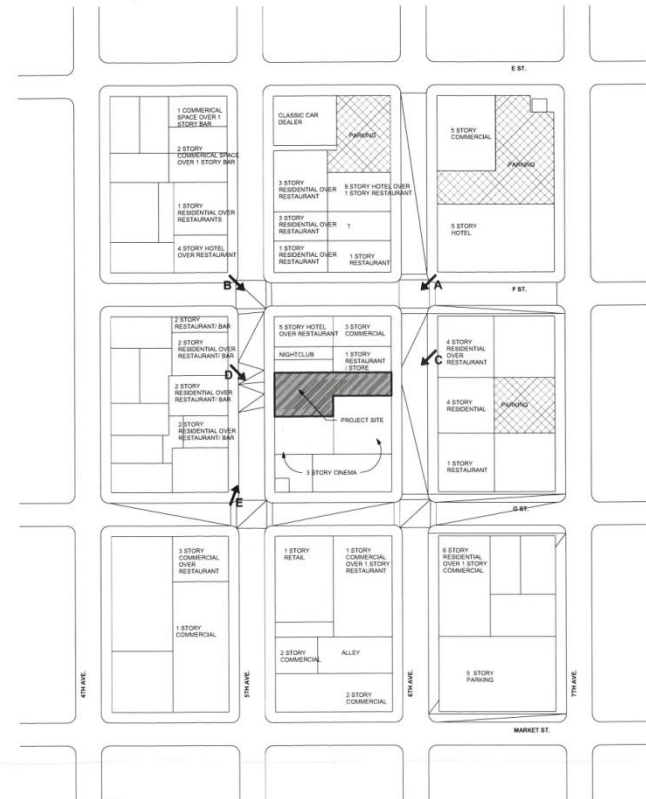 E ST.
1 COMMERICAL
SPACE OVER 1
STORY BAR
2 STORY
COMMERCIAL SPACE
OVER 1 STORY BAR
1 STORY
RESIDENTIAL OVER
RESTAURANTS
4 STORY HOTEL
OVER RESTAURANT
CLASSIC CAR
DEALER
PARKING
3 STORY
RESIDENTIAL OVER
RESTAURANT
9 STORY HOTEL OVER
1 STORY RESTAURANT
3 STORY
RESIDENTIAL OVER
RESTAURANT
?
1 STORY
RESIDENTIAL OVER
RESTAURANT
1 STORY
RESTAURANT
5 STORY
COMMERCIAL
PARKING
5 STORY
HOTEL
B
A
F ST.
2 STORY
RESTAURANT/ BAR
2 STORY
RESIDENTIAL OVER
RESTAURANT/ BAR
2 STORY
RESIDENTIAL OVER
RESTAURANT/ BAR
2 STORY
RESIDENTIAL OVER
RESTAURANT/ BAR
D
E
5 STORY HOTEL
OVER RESTAURANT
3 STORY
COMMERCIAL
NIGHTCLUB
1 STORY
RESTAURANT
/ STORE
PROJECT SITE
3 STORY CINEMA
C
4 STORY
RESIDENTIAL
OVER
RESTAURANT
4 STORY
RESIDENTIAL
PARKING
1 STORY
RESTAURANT
G ST.
3 STORY
COMMERCIAL
OVER
RESTAURANT
1 STORY
COMMERCIAL
1 STORY
RETAIL
1 STORY
COMMERCIAL
OVER 1 STORY
RESTAURANT
2 STORY
COMMERCIAL
ALLEY
2 STORY
COMMERCIAL
6 STORY
RESIDENTIAL
OVER 1 STORY
COMMERCIAL
5 STORY
PARKING
4TH AVE.
5TH AVE.
6TH AVE.
7TH AVE.
MARKET ST.